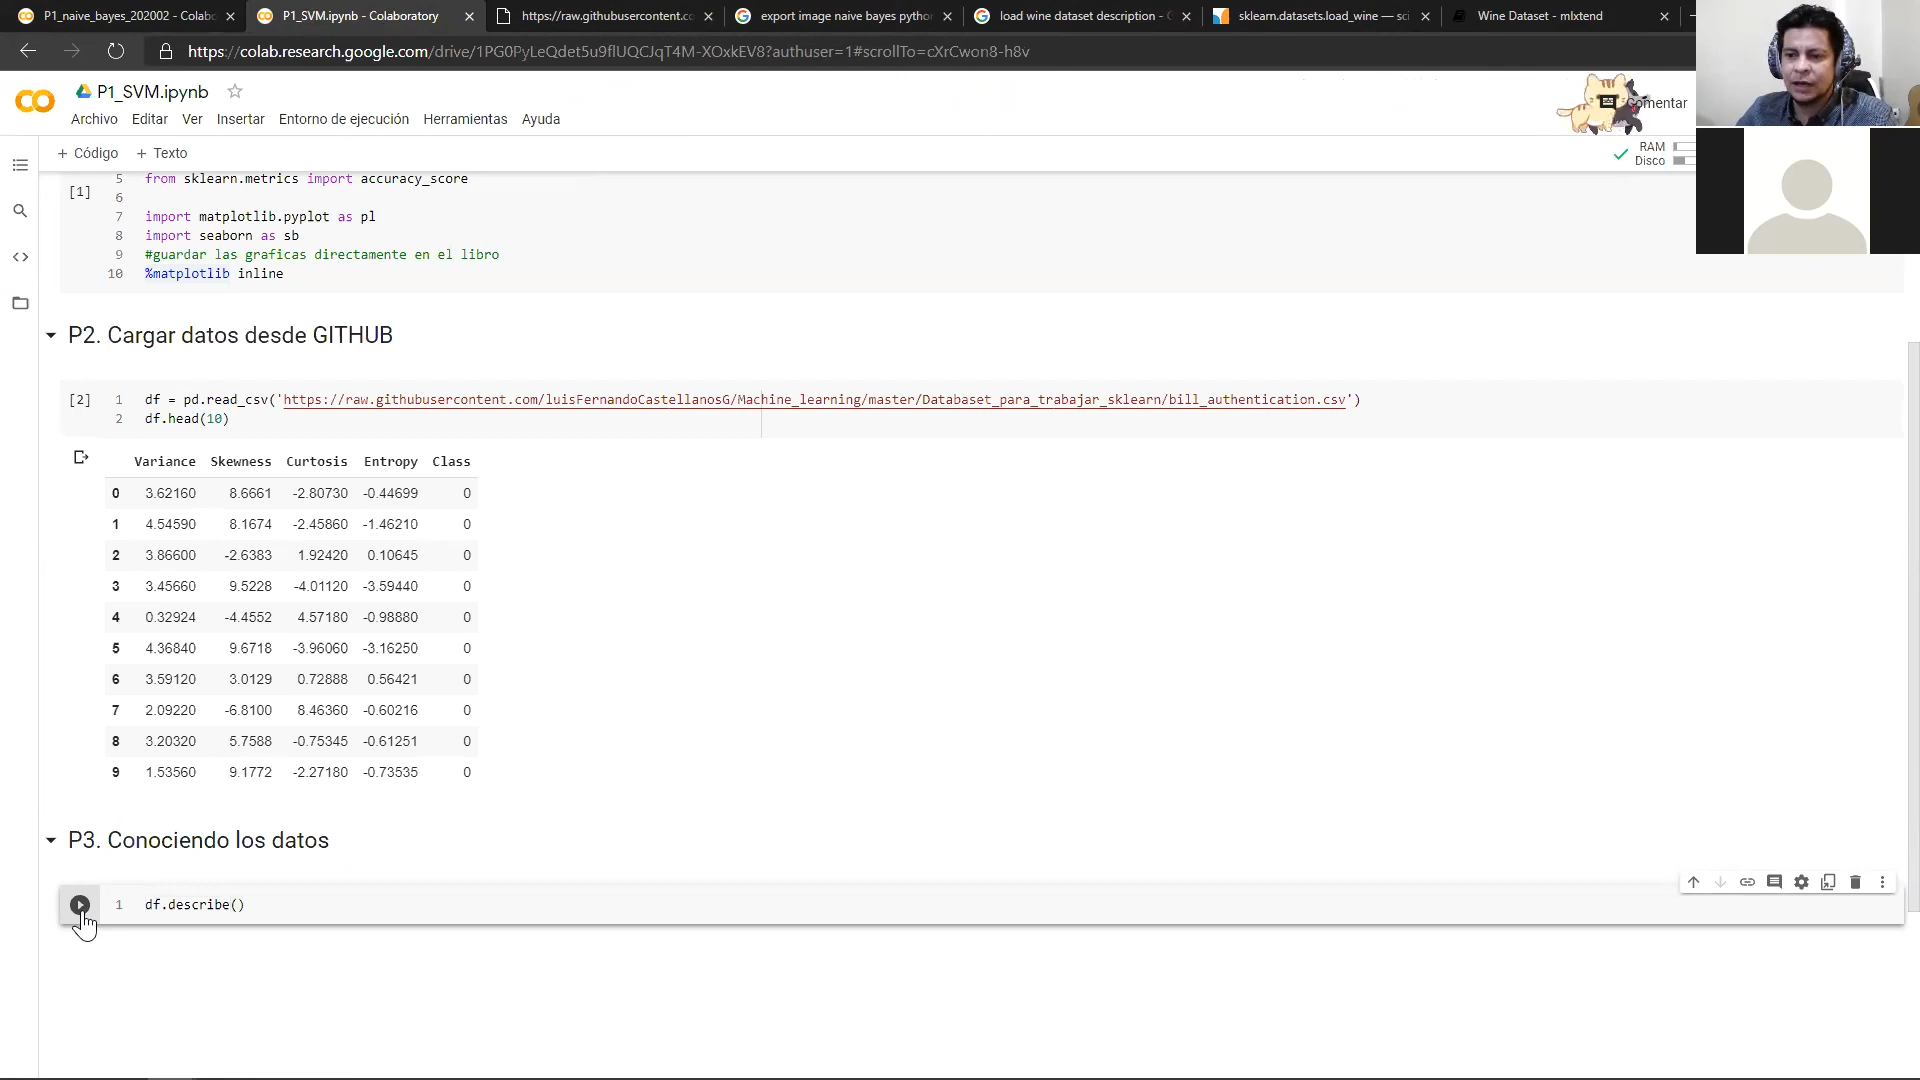 P1_naive_bayes_202002 - Colab
P1_SVM.ipynb - Colaboratory
https://raw.githubusercontent.co
export image naive bayes python
load wine dataset description -
sklearn.datasets.load_wine — sci
Wine Dataset - mlxtend
https://colab.research.google.com/drive/1PG0PyLeQdet5u9flUQCJqT4M-XOxkEV8?authuser=1#scrollTo=cXrCwon8-h8v
P1_SVM.ipynb
Comentar
Archivo Editar Ver Insertar Entorno de ejecución Herramientas Ayuda
+ Código + Texto
RAM
Disco
[1]
5 from sklearn.metrics import accuracy_score
6
7 import matplotlib.pyplot as pl
8 import seaborn as sb
9 #guardar las graficas directamente en el libro
10 %matplotlib inline
P2. Cargar datos desde GITHUB
[2] 1 df = pd.read_csv('https://raw.githubusercontent.com/luisFernandoCastellanosG/Machine_learning/master/Databaset_para_trabajar_sklearn/bill_authentication.csv')
2 df.head(10)
Variance Skewness Curtosis Entropy Class
0 3.62160 8.6661 -2.80730 -0.44699 0
1 4.54590 8.1674 -2.45860 -1.46210 0
2 3.86600 -2.6383 1.92420 0.10645 0
3 3.45660 9.5228 -4.01120 -3.59440 0
4 0.32924 -4.4552 4.57180 -0.98880 0
5 4.36840 9.6718 -3.96060 -3.16250 0
6 3.59120 3.0129 0.72888 0.56421 0
7 2.09220 -6.8100 8.46360 -0.60216 0
8 3.20320 5.7588 -0.75345 -0.61251 0
9 1.53560 9.1772 -2.27180 -0.73535 0
P3. Conociendo los datos
1 df.describe()